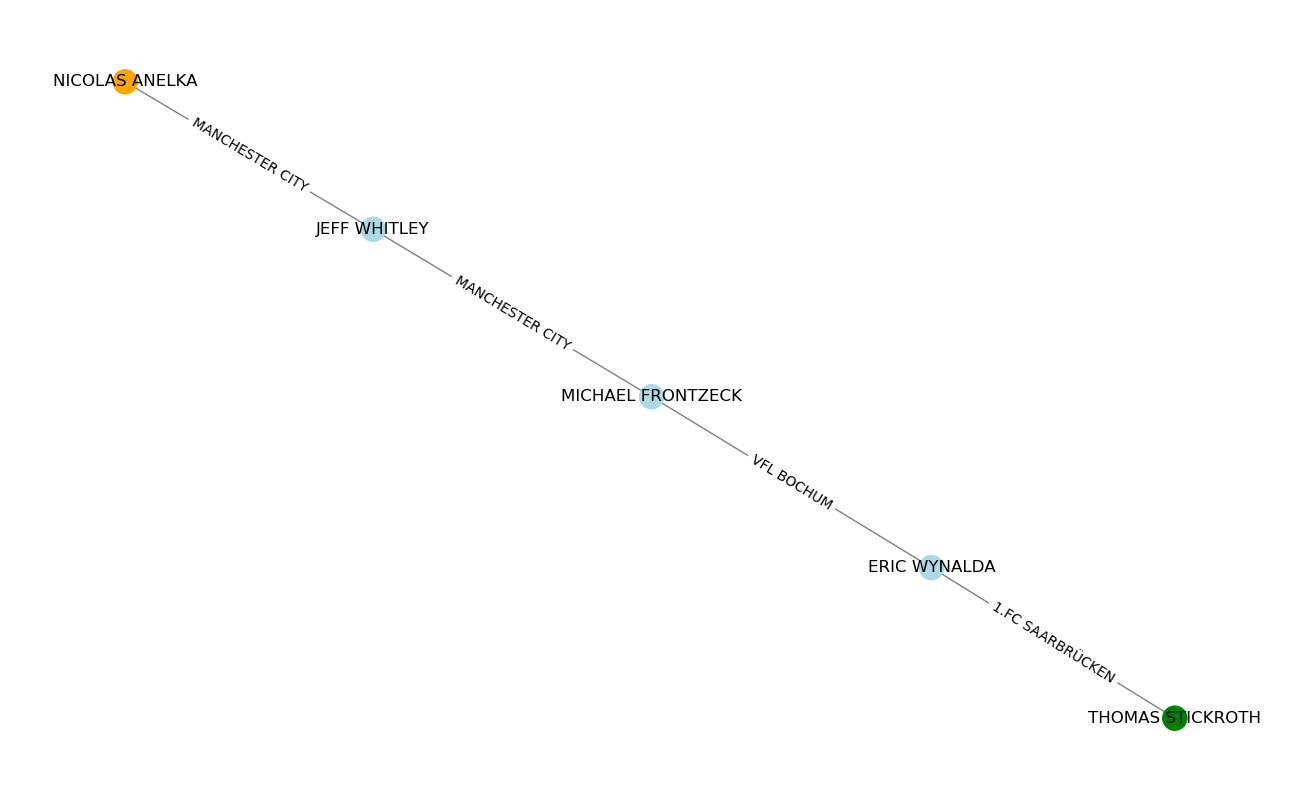 NICOLAS ANELKA
MANCHESTER CITY
JEFF WHITLEY
MANCHESTER CITY
MICHAEL FRONTZECK
VFL BOCHUM
ERIC WYNALDA
1.FC SAARBRÜCKEN
THOMAS STICKROTH